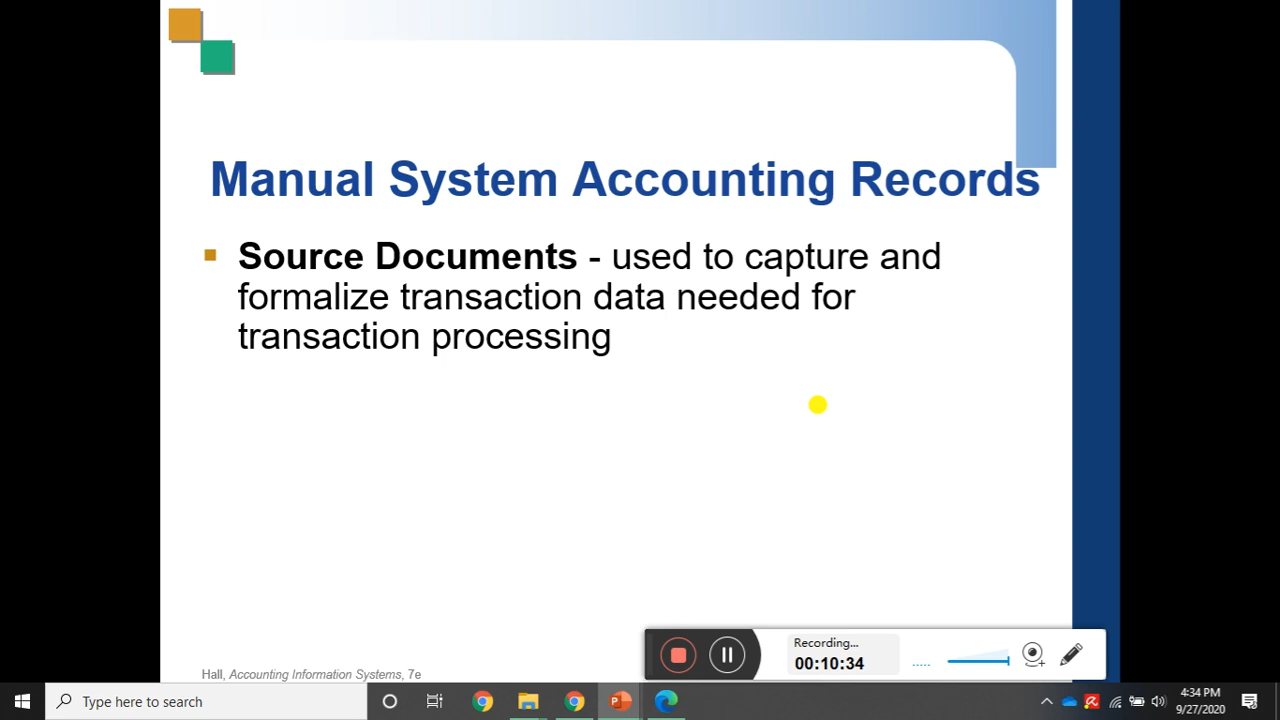 Manual System Accounting Records
Source Documents - used to capture and
formalize transaction data needed for
transaction processing
Hall, Accounting Information Systems, 7e
Recording...
00:10:34
Type here to search
4:34 PM
9/27/2020